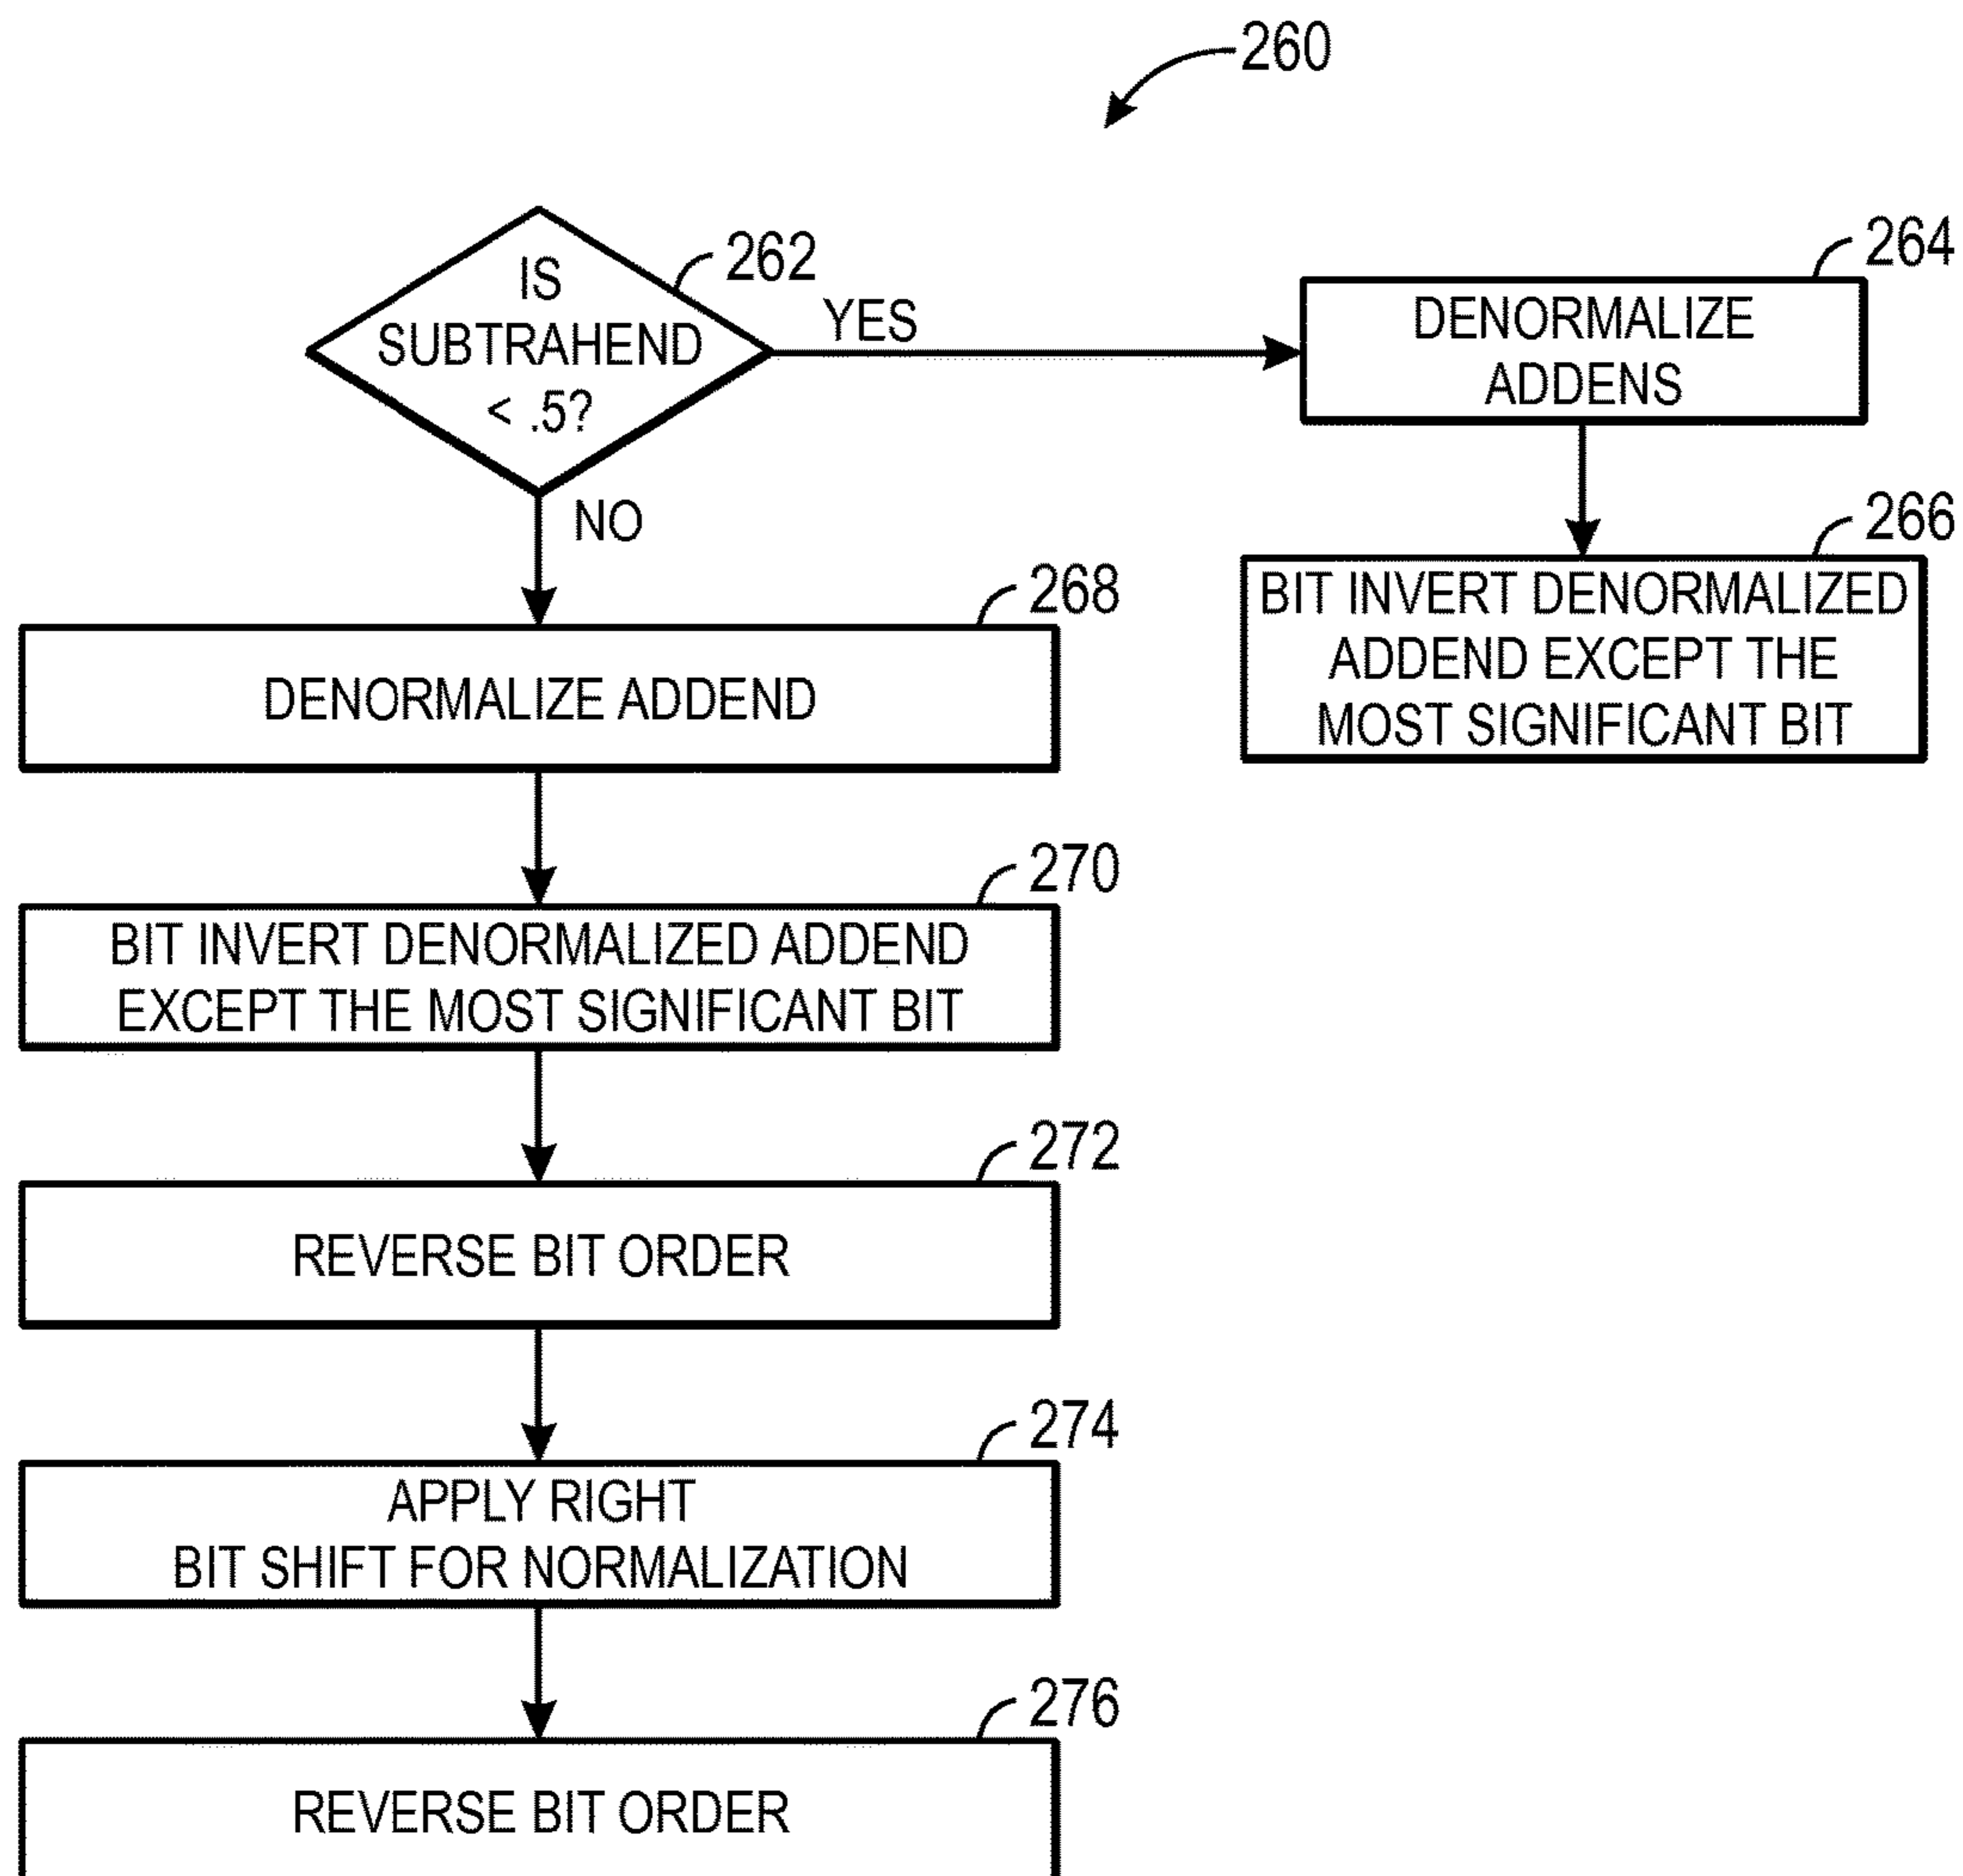 260
262
IS
SUBTRAHEND
< .5?
YES
NO
264
DENORMALIZE
ADDENS
266
BIT INVERT DENORMALIZED
ADDEND EXCEPT THE
MOST SIGNIFICANT BIT
268
DENORMALIZE ADDEND
270
BIT INVERT DENORMALIZED ADDEND
EXCEPT THE MOST SIGNIFICANT BIT
272
REVERSE BIT ORDER
274
APPLY RIGHT
BIT SHIFT FOR NORMALIZATION
276
REVERSE BIT ORDER